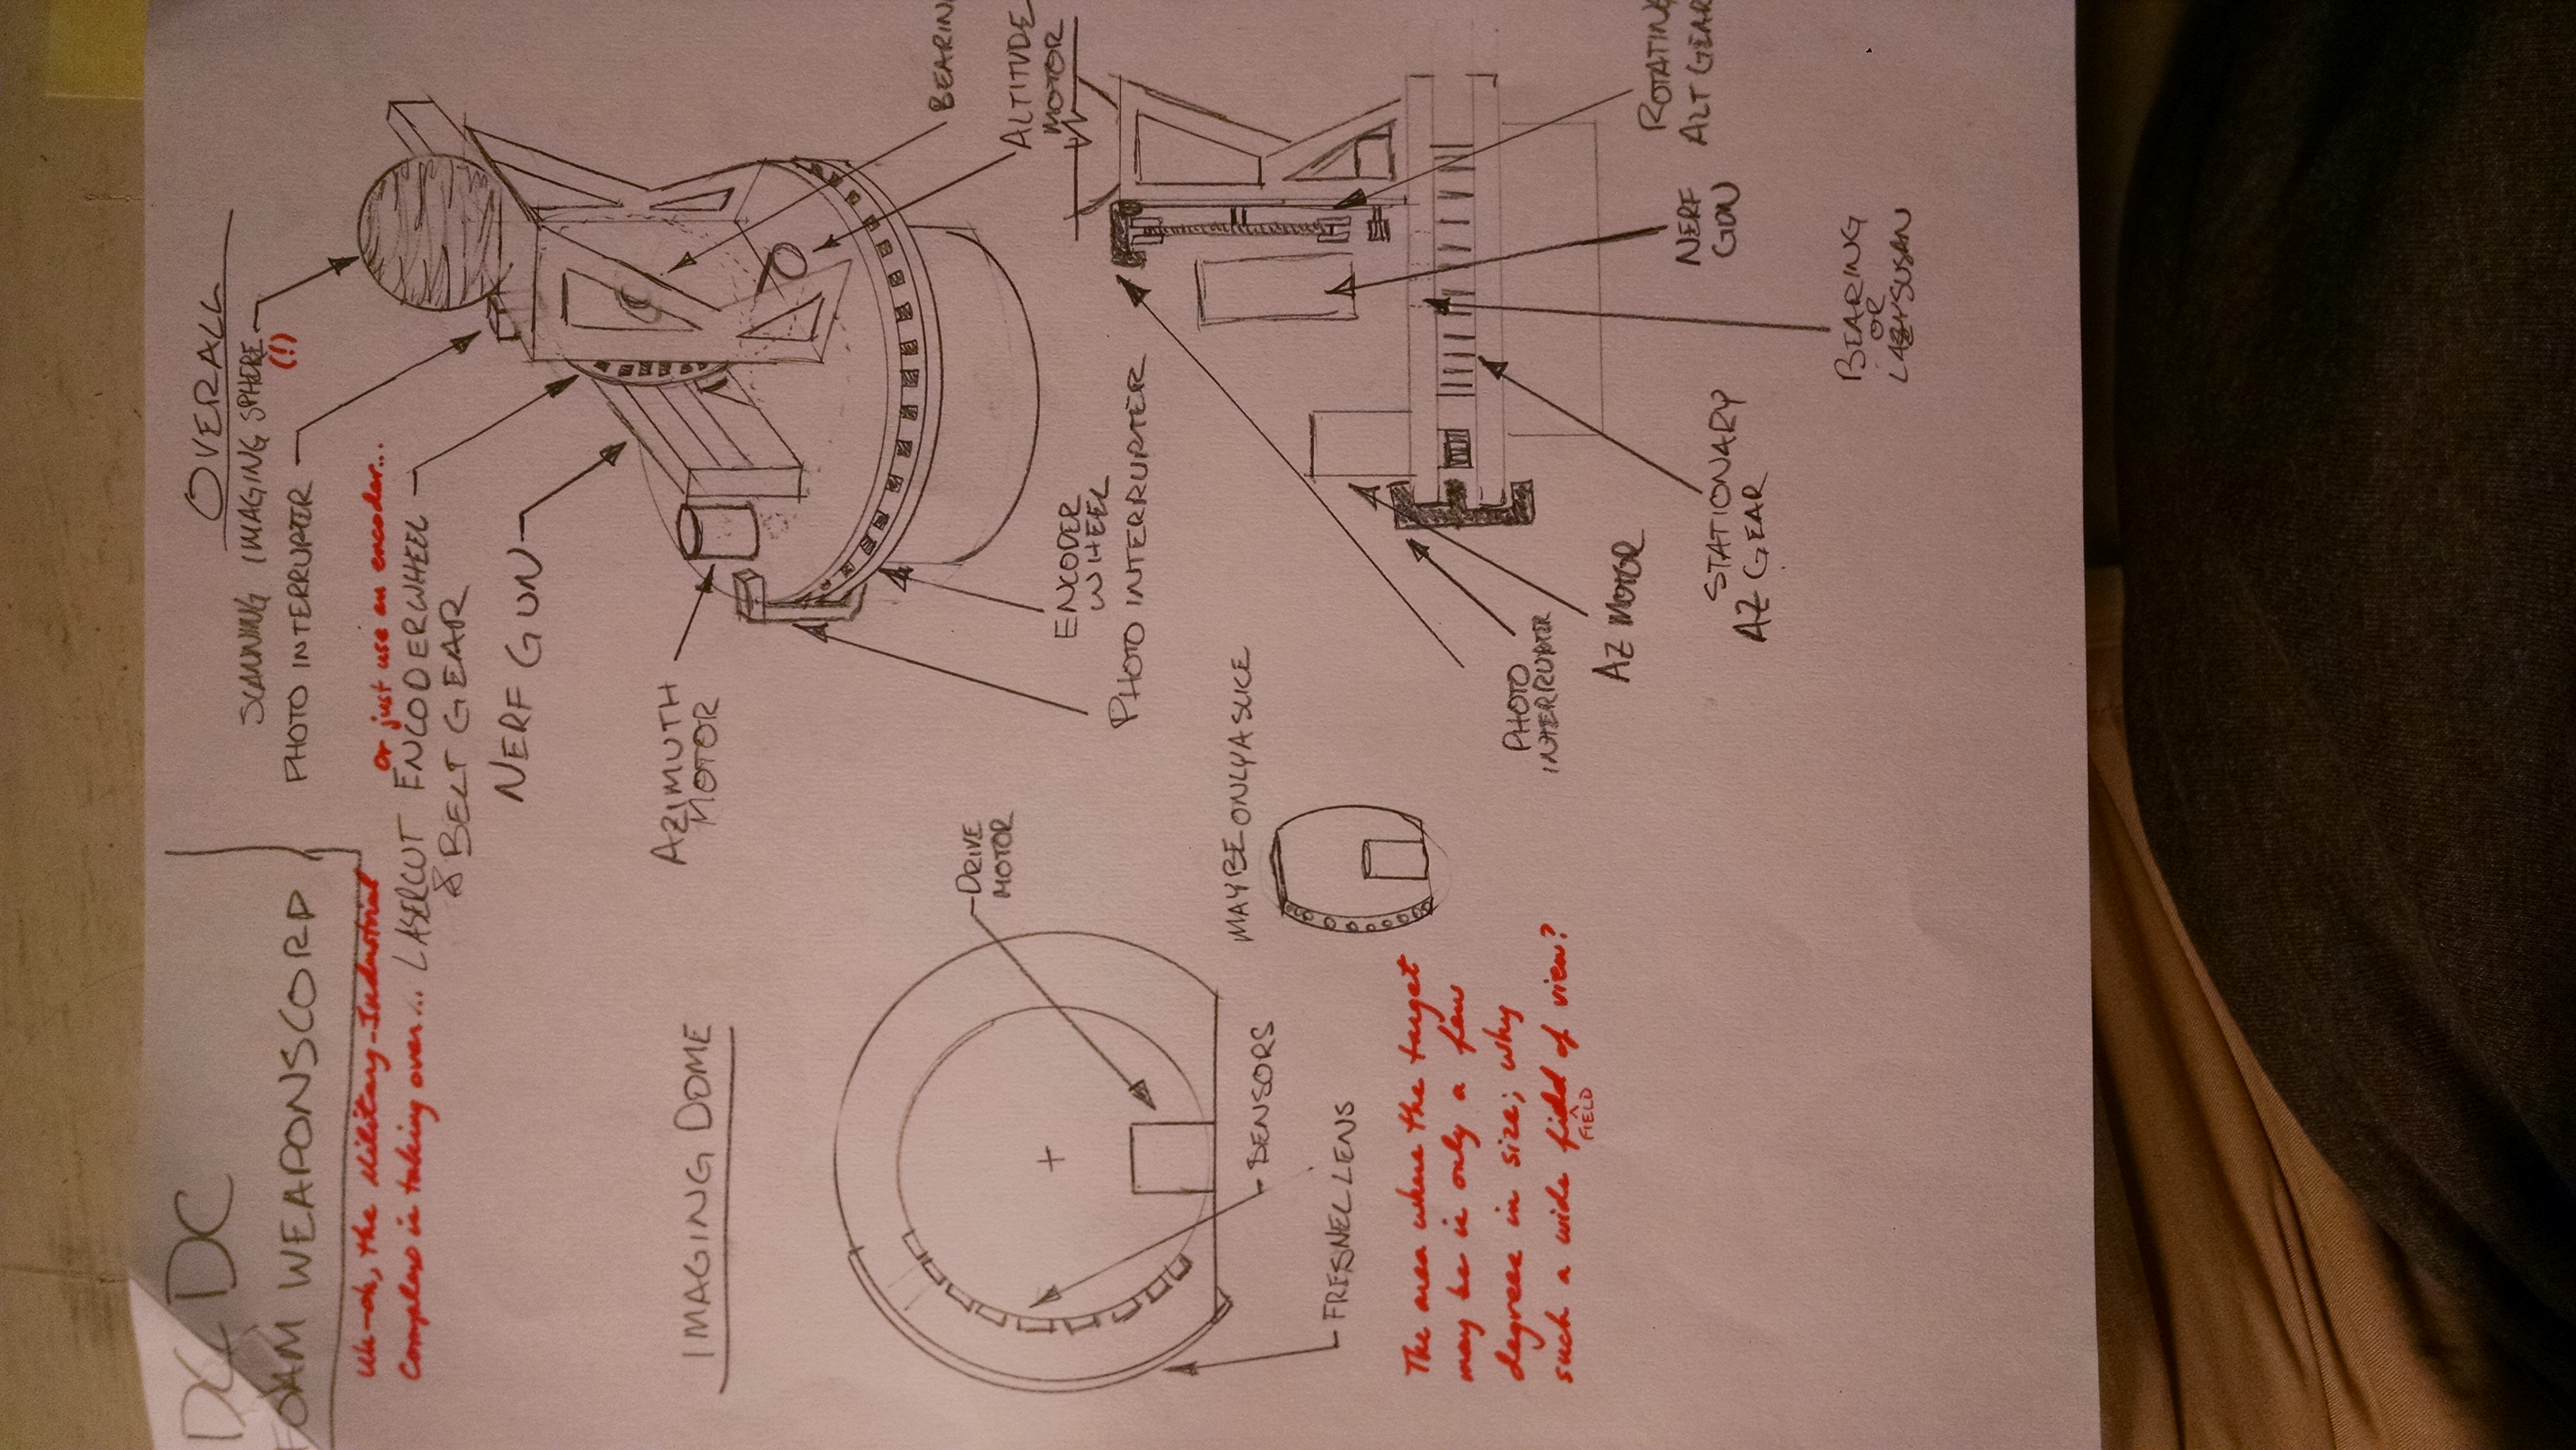 DC DC
FOAM WEAPONSCORP
Uh-oh, the Military-Industrial
Complex is taking over...
OVERALL
SCANNING IMAGING SPHERE
(!)
PHOTO INTERRUPTER
Or just use an encoder...
LASERCUT ENCODERWHEEL
& BELT GEAR
NERF GUN
AZIMUTH
MOTOR
BEARIN
ALTITUDE
MOTOR
ENCODER
WHEEL
PHOTO INTERRUPTER
IMAGING DOME
DRIVE
MOTOR
SENSORS
FRESNEL LENS
MAYBE ONLY A SLICE
The area where the target
may be is only a few
degrees in size; why
such a wide field of view?
^
FIELD
PHOTO
INTERRUPTER
AZ MOTOR
STATIONARY
AZ GEAR
BEARING
OR
LAZY SUSAN
NERF
GUN
ROTATING
ALT GEAR